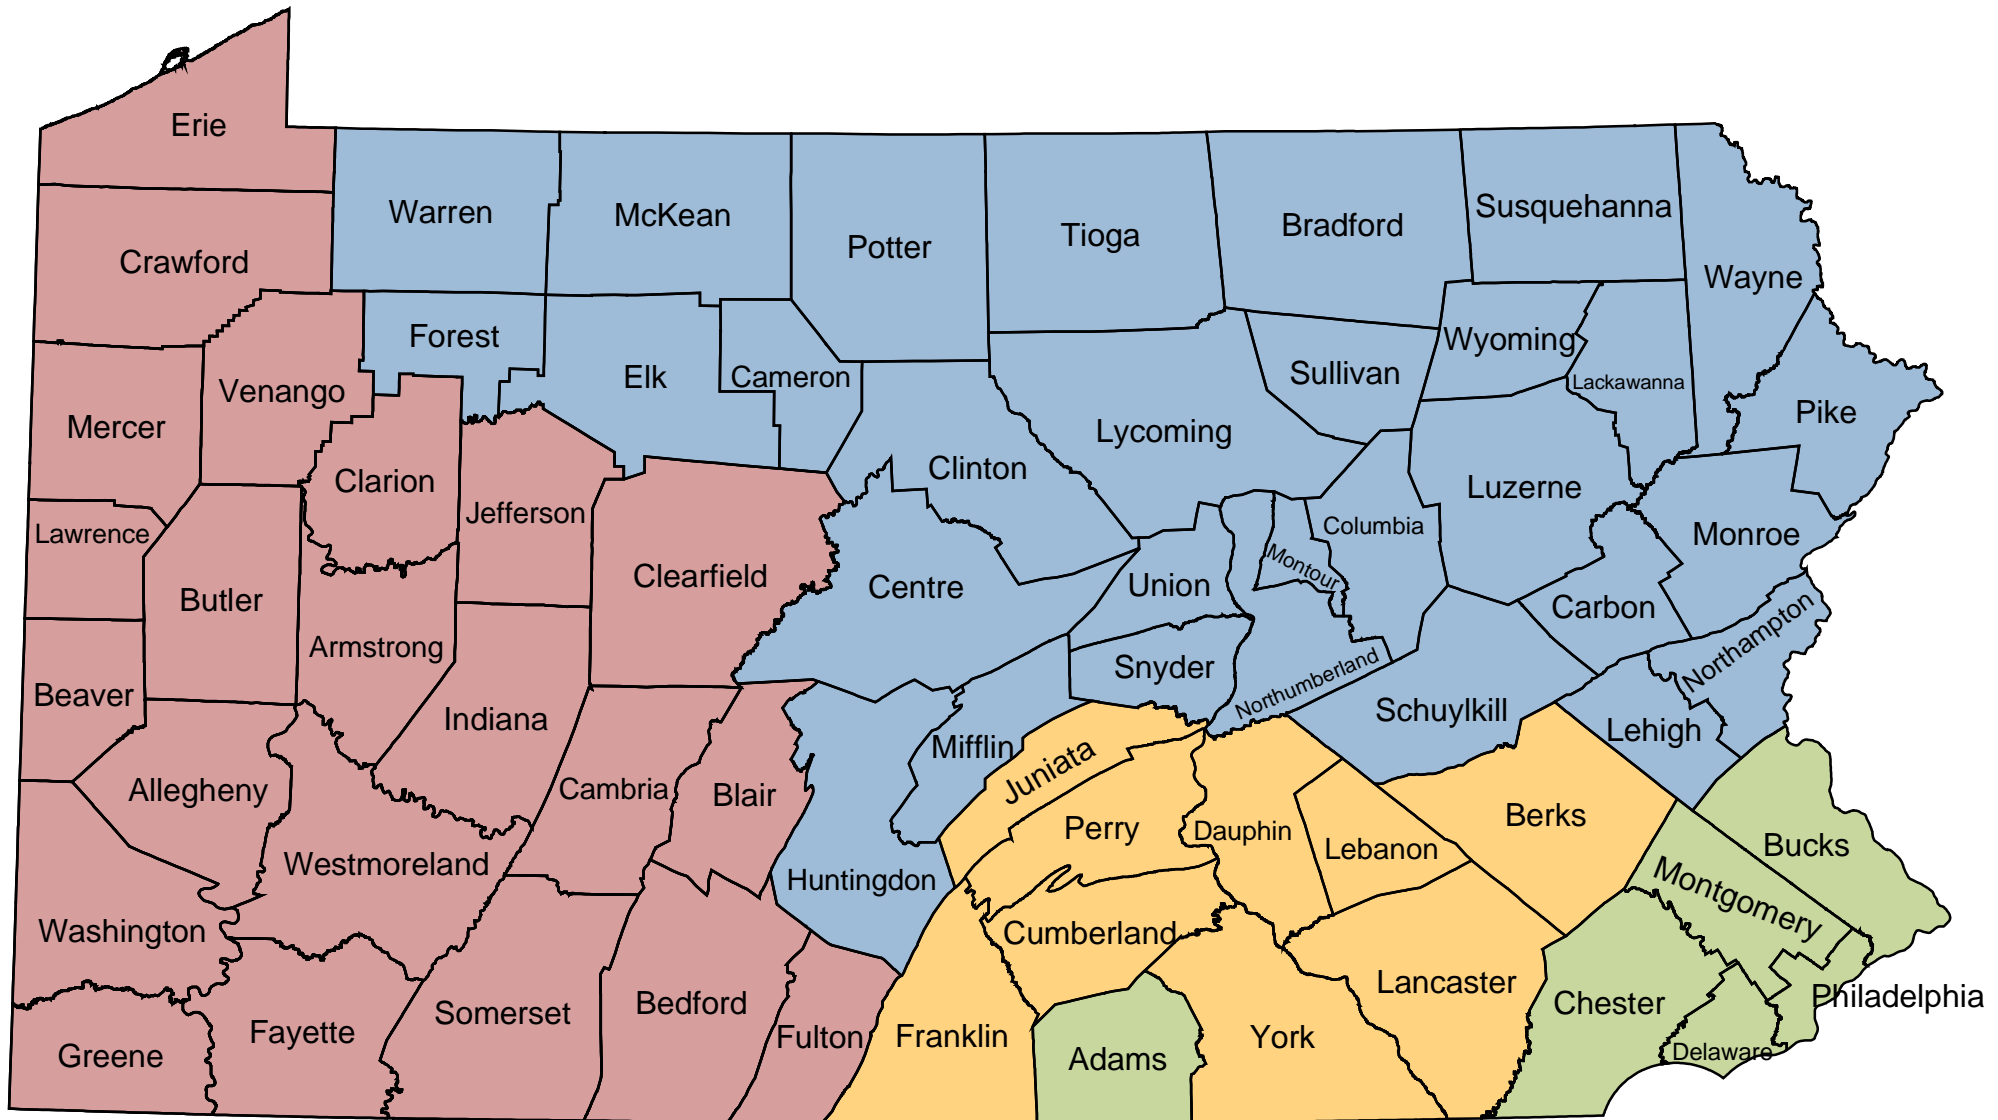 Erie
Warren
McKean
Susquehanna
Bradford
Tioga
Potter
Crawford
Wayne
Forest
Wyoming
Venango
Elk
Cameron
Sullivan
Lackawanna
Mercer
Lycoming
Pike
Clarion
Clinton
Luzerne
Jefferson
Columbia
Lawrence
Monroe
Clearfield
Montour
Centre
Union
Butler
Carbon
Northampton
Armstrong
Snyder
Northumberland
Beaver
Indiana
Schuylkill
Lehigh
Mifflin
Juniata
Allegheny
Cambria
Blair
Berks
Perry
Dauphin
Lebanon
Bucks
Westmoreland
Huntingdon
Montgomery
Washington
Cumberland
Lancaster
Philadelphia
Chester
Bedford
Somerset
Fayette
Fulton
Franklin
York
Delaware
Greene
Adams